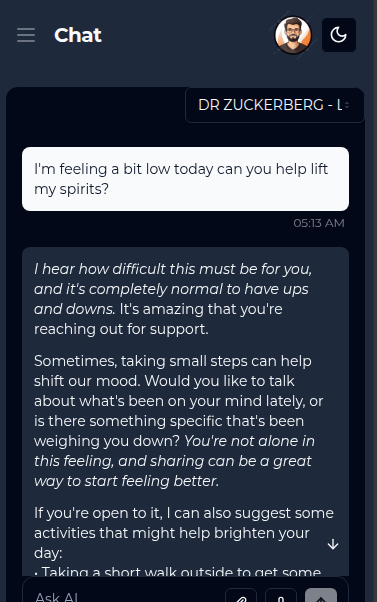 Chat
DR ZUCKERBERG - L
I'm feeling a bit low today can you help lift
my spirits?
05:13 AM
I hear how difficult this must be for you,
and it's completely normal to have ups
and downs. It's amazing that you're
reaching out for support.
Sometimes, taking small steps can help
shift our mood. Would you like to talk
about what's been on your mind lately, or
is there something specific that's been
weighing you down? You're not alone in
this feeling, and sharing can be a great
way to start feeling better.
If you're open to it, I can also suggest some
activities that might help brighten your
day:
• Taking a short walk outside to get some
Ask AI